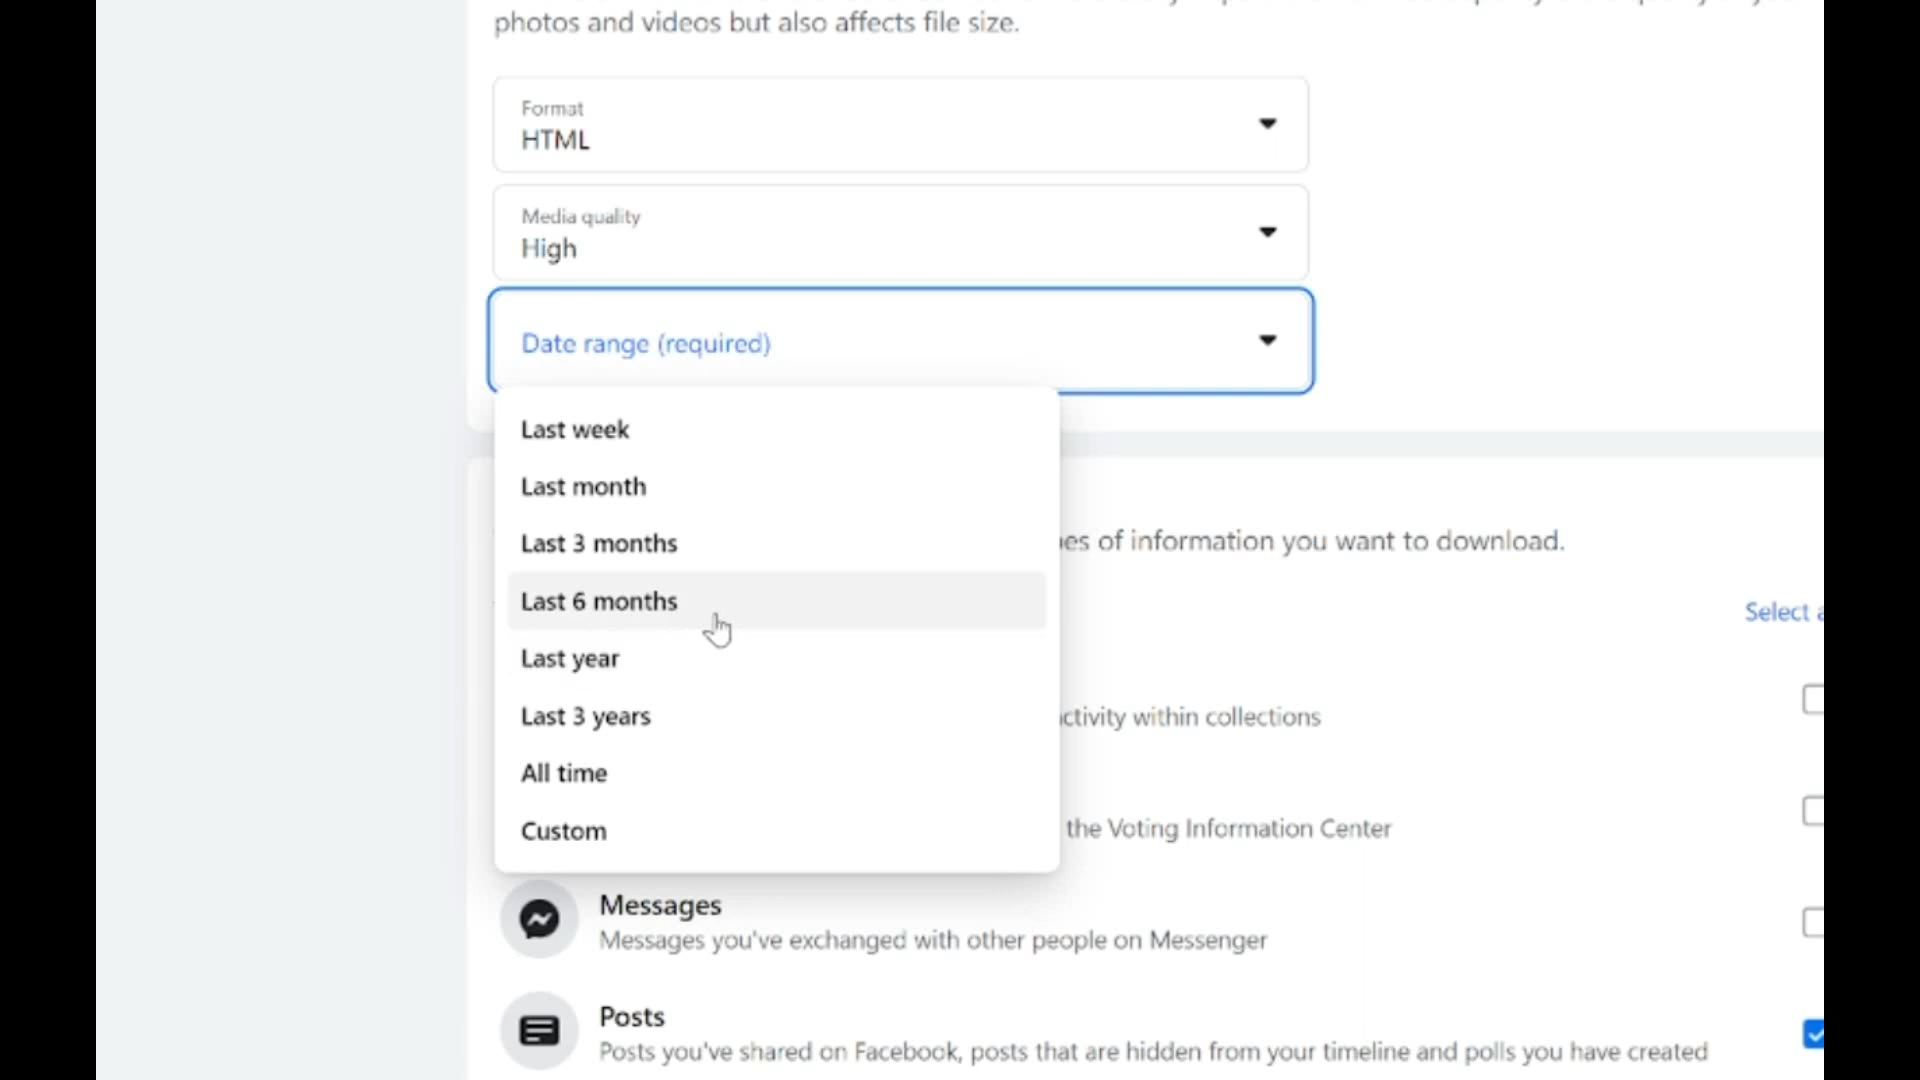 photos and videos but also affects file size.
Format
HTML
Media quality
High
Date range (required)
Last week
Last month
Last 3 months
Last 6 months
Last year
Last 3 years
All time
Custom
of information you want to download.
Select
within collections
the Voting Information Center
Messages
Messages you've exchanged with other people on Messenger
Posts
Posts you've shared on Facebook, posts that are hidden from your timeline and polls you have created